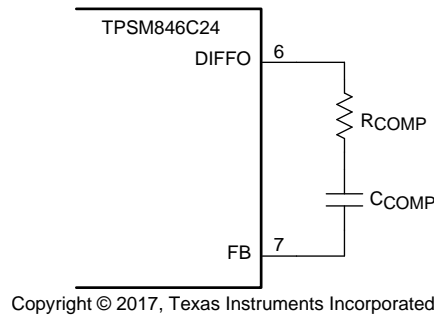 TPSM846C24
DIFFO 6
RCOMP
CCOMP
FB 7
Copyright © 2017, Texas Instruments Incorporated